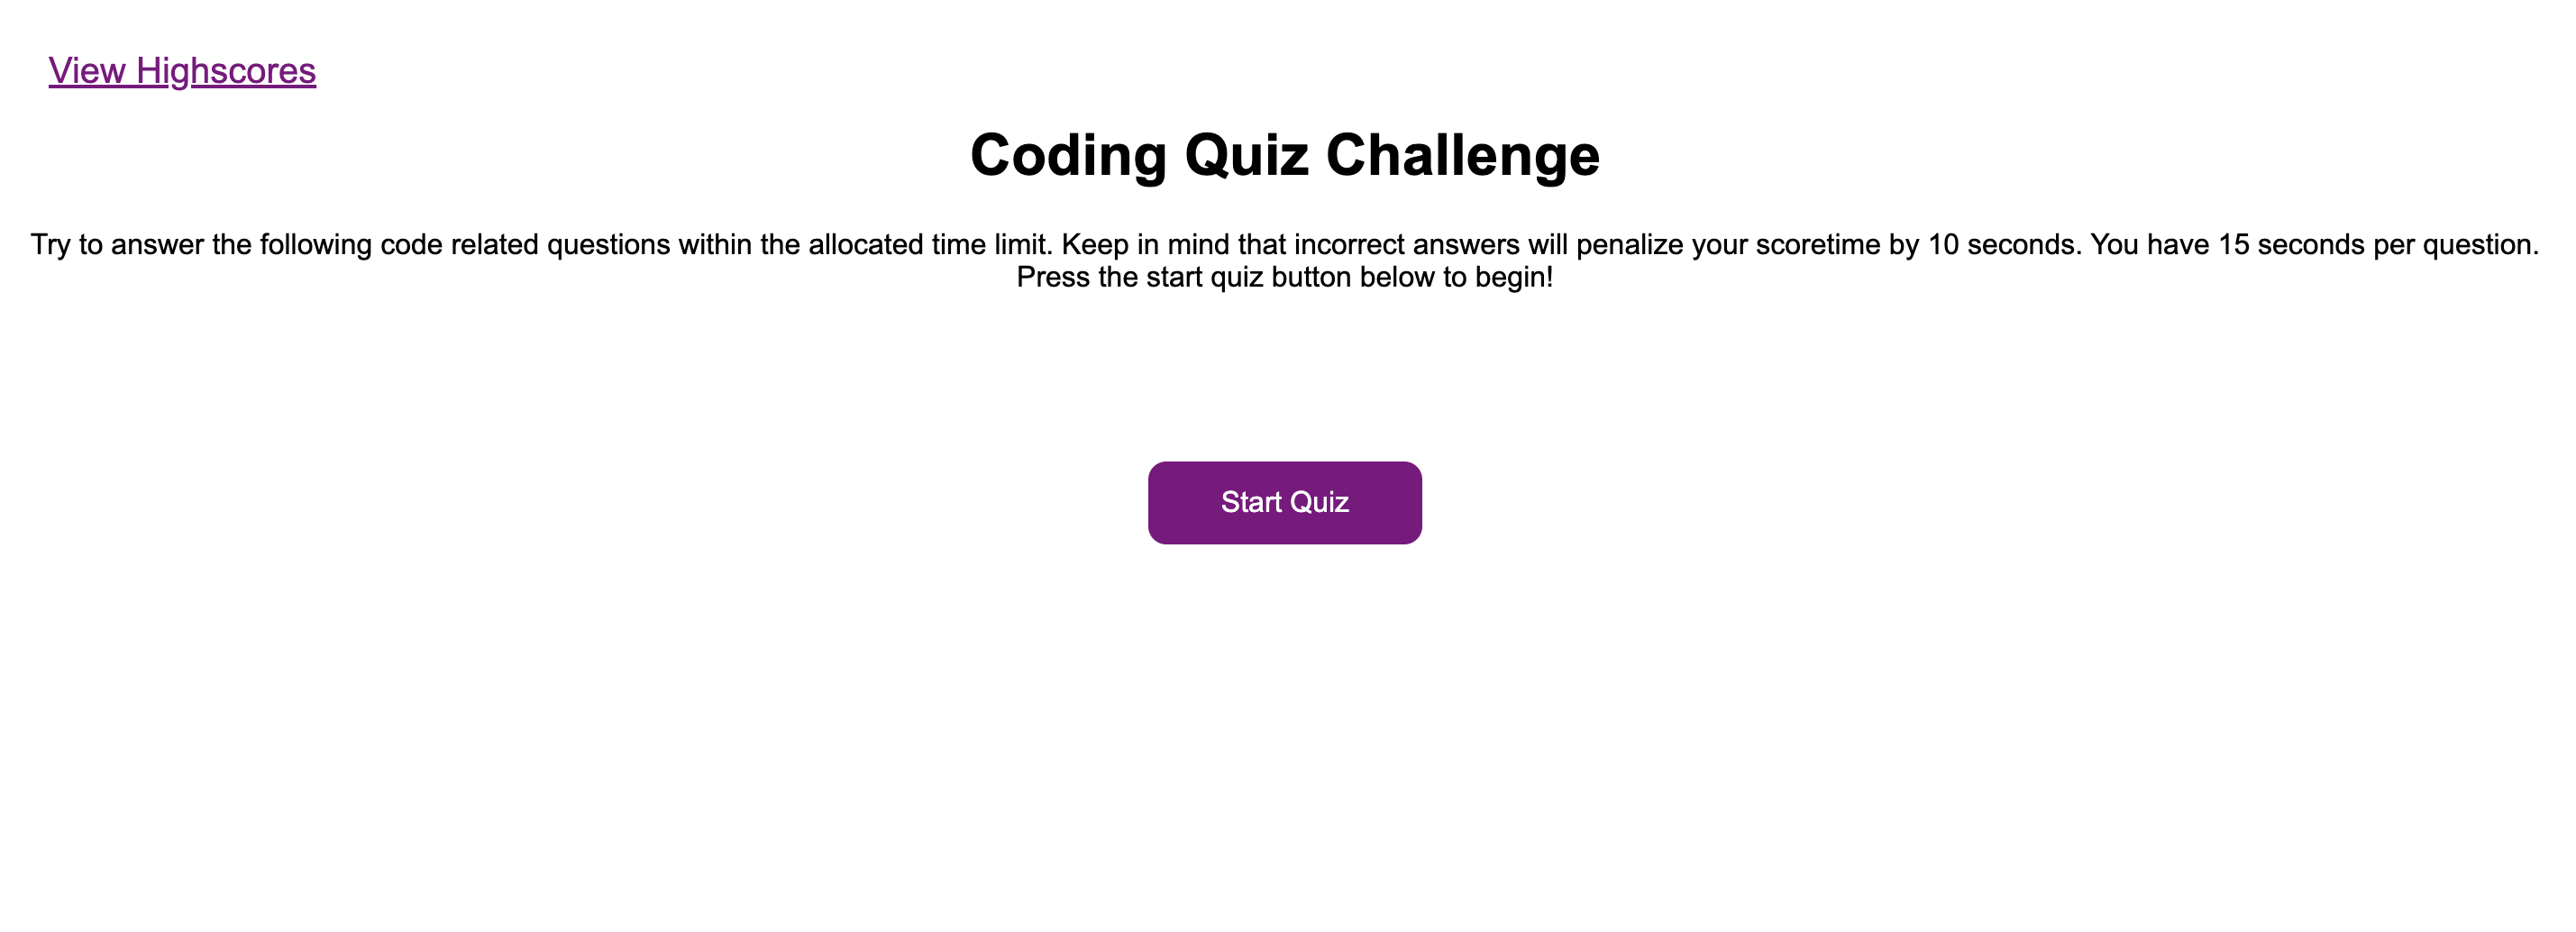 View Highscores
Coding Quiz Challenge
Try to answer the following code related questions within the allocated time limit. Keep in mind that incorrect answers will penalize your scoretime by 10 seconds. You have 15 seconds per question.
Press the start quiz button below to begin!
Start Quiz